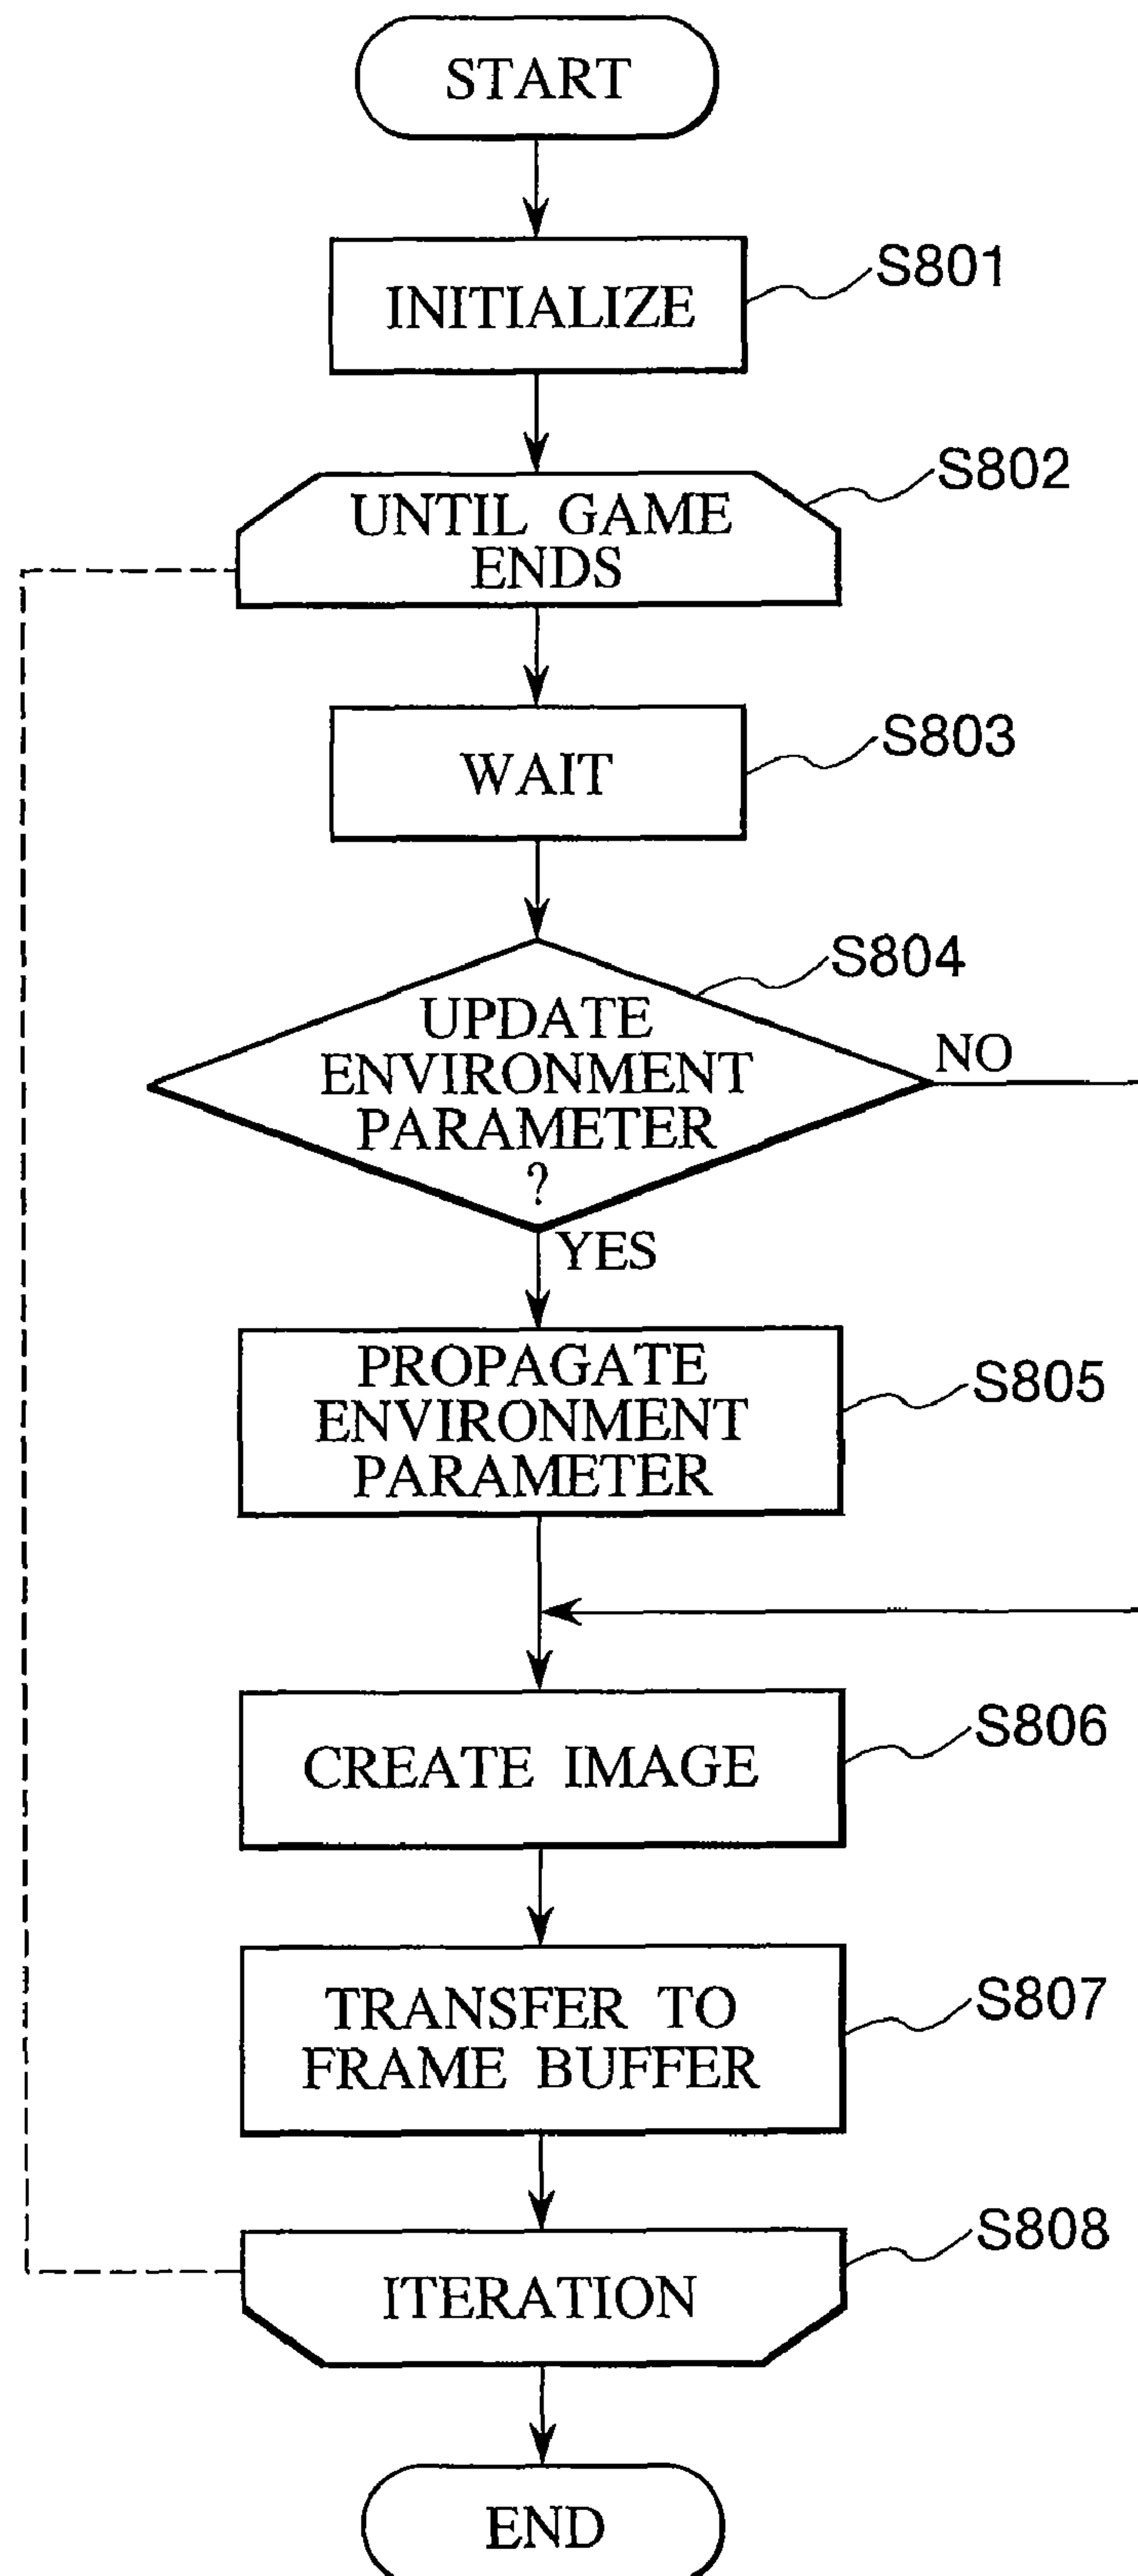 START
INITIALIZE
S801
UNTIL GAME
ENDS
S802
WAIT
S803
S804
UPDATE
ENVIRONMENT
PARAMETER
?
NO
YES
PROPAGATE
ENVIRONMENT
PARAMETER
S805
CREATE IMAGE
S806
TRANSFER TO
FRAME BUFFER
S807
ITERATION
S808
END